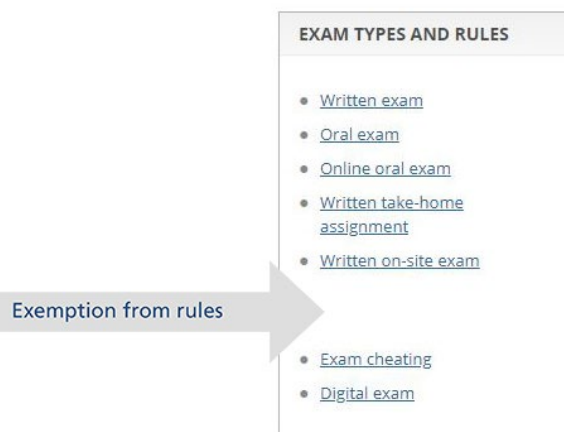 EXAM TYPES AND RULES
Written exam
Oral exam
Online oral exam
Written take-home
assignment
Written on-site exam
Exemption from rules
Exam cheating
Digital exam